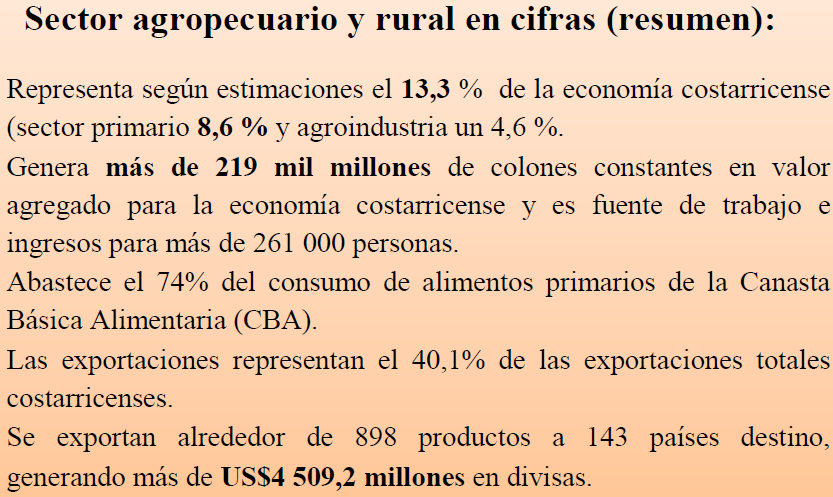 Sector agropecuario y rural en cifras (resumen):
Representa según estimaciones el 13,3 % de la economía costarricense
(sector primario 8,6 % y agroindustria un 4,6 %.
Genera más de 219 mil millones de colones constantes en valor
agregado para la economía costarricense y es fuente de trabajo e
ingresos para más de 261 000 personas.
Abastece el 74% del consumo de alimentos primarios de la Canasta
Básica Alimentaria (CBA).
Las exportaciones representan el 40,1% de las exportaciones totales
costarricenses.
Se exportan alrededor de 898 productos a 143 países destino,
generando más de US$4 509,2 millones en divisas.